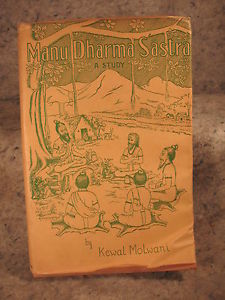 Manu Dharma Sastra
A STUDY
by
Kewal Motwani